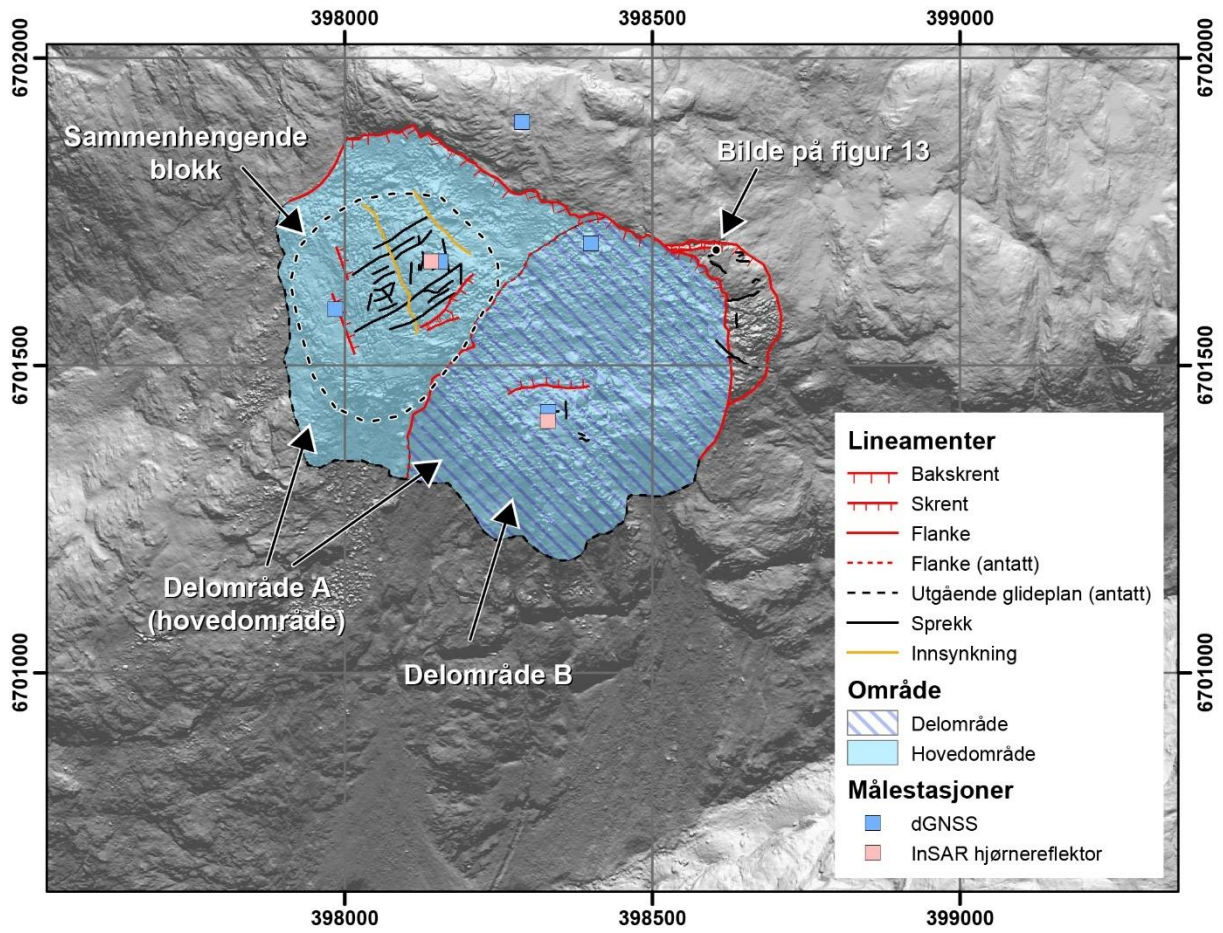 398000
398500
399000
6702000
6702000
Sammenhengende
blokk
Bilde på figur 13
6701500
6701500
Delområde A
(hovedområde)
Delområde B
6701000
6701000
Lineamenter
Bakskrent
Skrent
Flanke
Flanke (antatt)
Utgående glideplan (antatt)
Sprekk
Innsynkning
Område
Delområde
Hovedområde
Målestasjoner
dGNSS
InSAR hjørnereflektor
398000
398500
399000